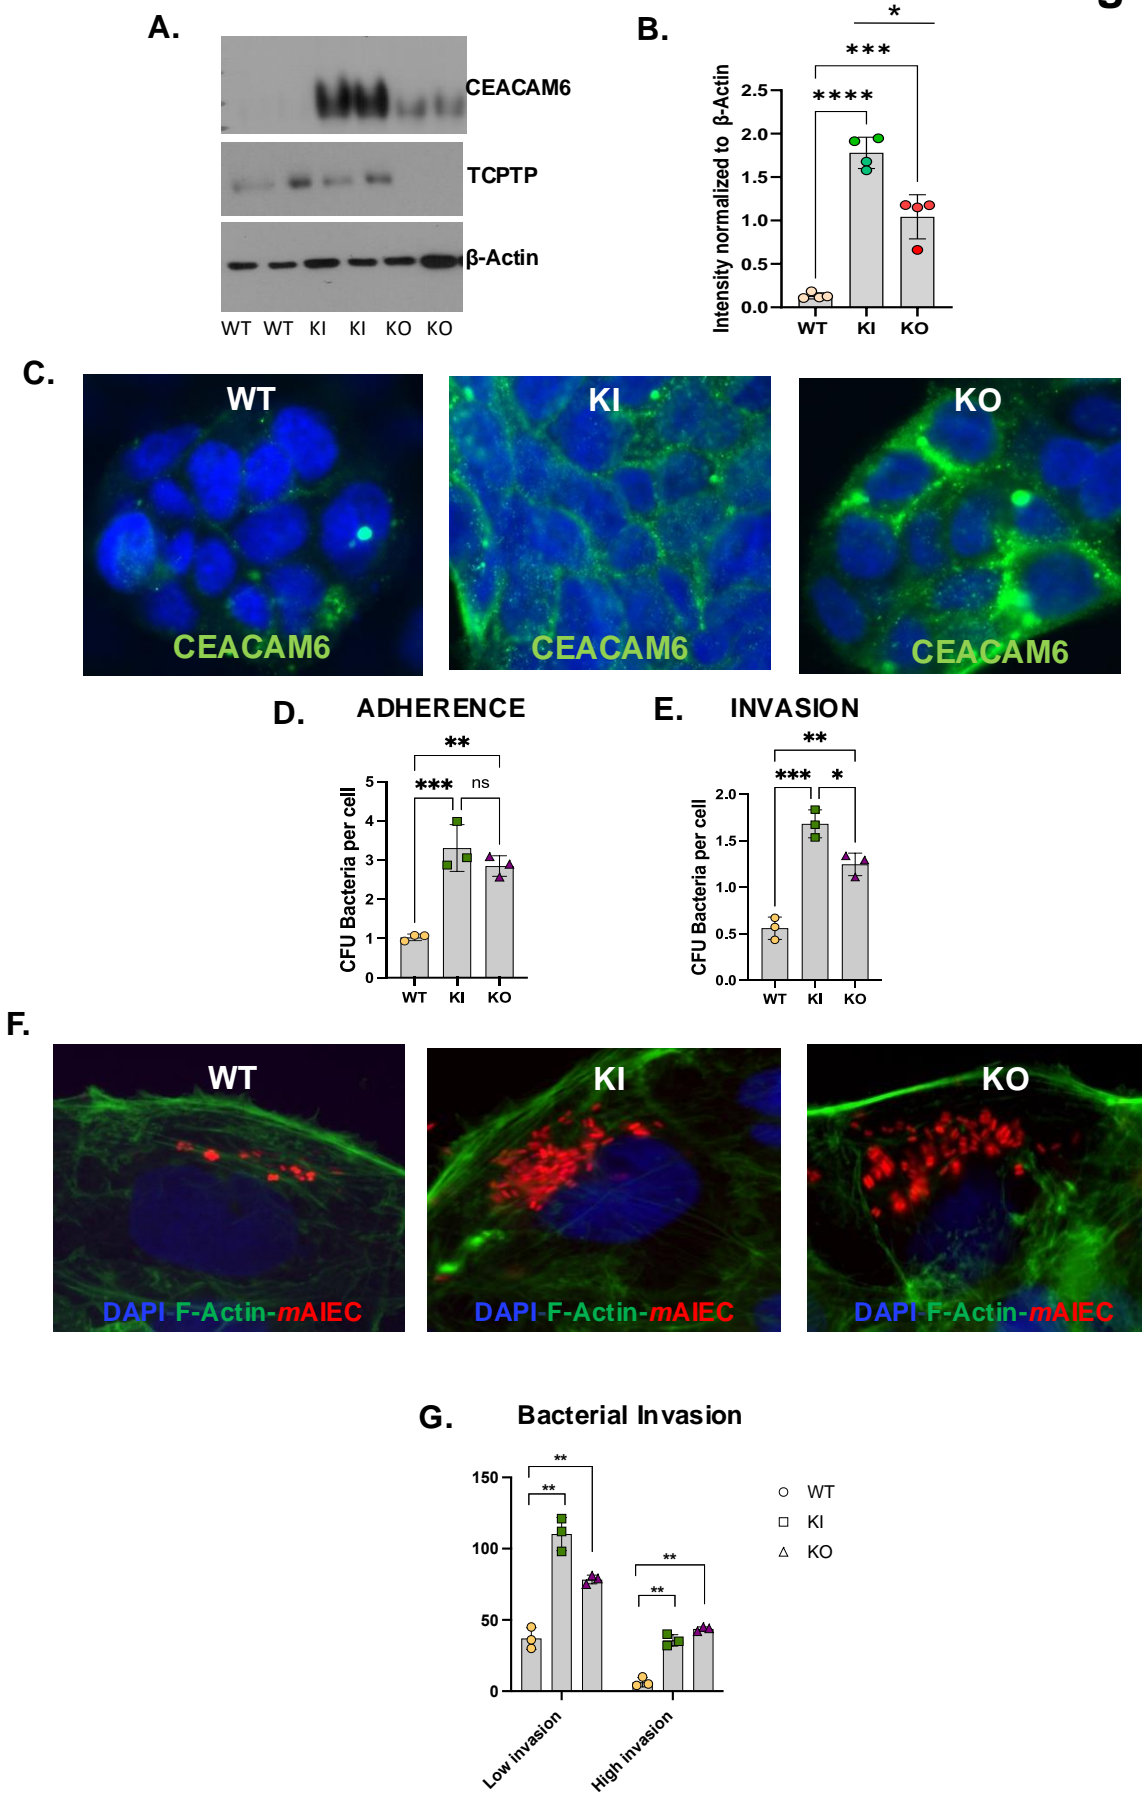 A.
CEACAM6
TCPTP
β-Actin
WT WT KI KI KO KO
B.
*
***
****
Intensity normalized to β-Actin
2.5
2.0
1.5
1.0
0.5
0.0
WT KI KO
C.
WT
CEACAM6
KI
CEACAM6
KO
CEACAM6
D.
ADHERENCE
**
*** ns
CFU Bacteria per cell
5
4
3
2
1
0
WT KI KO
E.
INVASION
**
*** *
CFU Bacteria per cell
2.0
1.5
1.0
0.5
0.0
WT KI KO
F.
WT
DAPI-F-Actin-mAIEC
KI
DAPI-F-Actin-mAIEC
KO
DAPI-F-Actin-mAIEC
G.
Bacterial Invasion
**
**
**
**
150
100
50
0
Low invasion
High invasion
WT
KI
KO